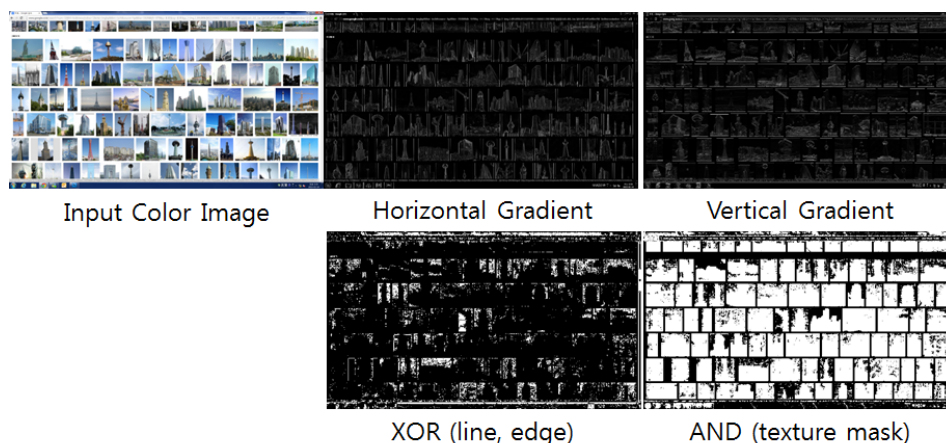 Input Color Image
Horizontal Gradient
Vertical Gradient
XOR (line, edge)
AND (texture mask)